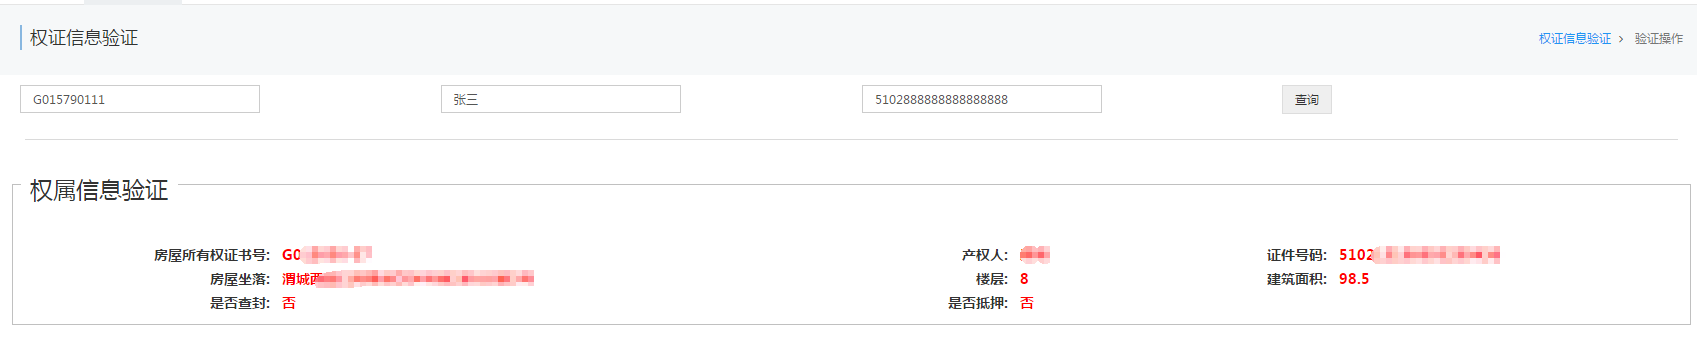 权证信息验证
权证信息验证 > 验证操作
G015790111 张三 5102888888888888888 查询
权属信息验证
房屋所有权证书号: G0 产权人: 证件号码: 5102
房屋坐落: 渭城 楼层: 8 建筑面积: 98.5
是否查封: 否 是否抵押: 否